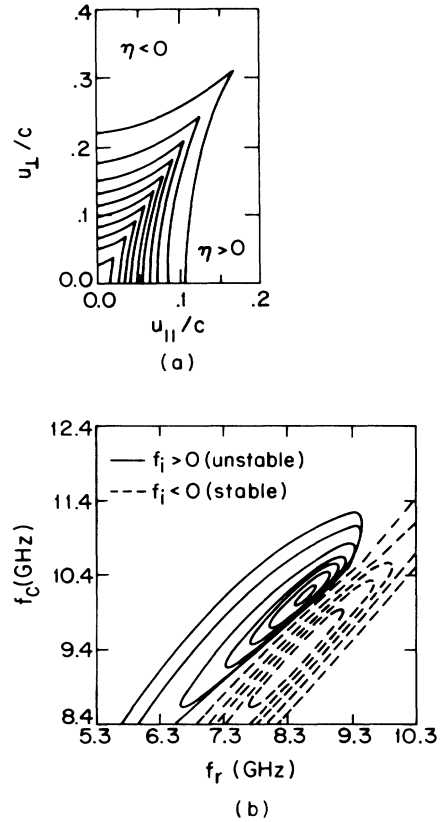 .4
η<0
.3
u⊥/c
.2
.1
η>0
0.0
0.0 .1 .2
u||/c
(a)
12.4
— fi >0 (unstable)
--- fi <0 (stable)
11.4
fc(GHz)
10.4
9.4
8.4
5.3 6.3 7.3 8.3 9.3 10.3
fr (GHz)
(b)